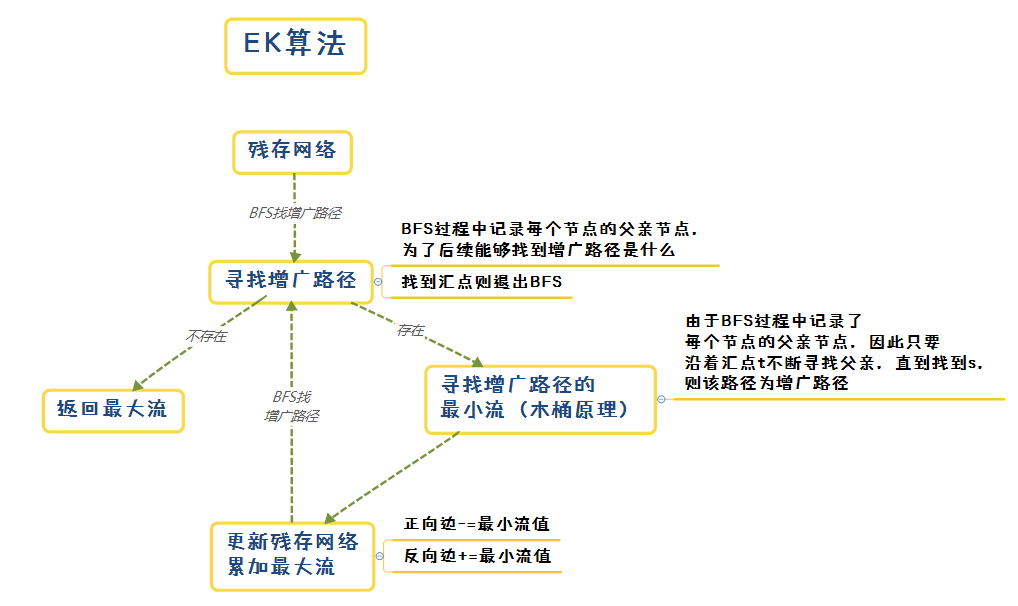 EK算法
残存网络
BFS找增广路径
BFS过程中记录每个节点的父亲节点.
为了后续能够找到增广路径是什么
寻找增广路径
找到汇点则退出BFS
不存在
存在
由于BFS过程中记录了
每个节点的父亲节点. 因此只要
沿着汇点t不断寻找父亲. 直到找到s.
则该路径为增广路径
寻找增广路径的
最小流（木桶原理）
返回最大流
BFS找
增广路径
更新残存网络
累加最大流
正向边-=最小流值
反向边+=最小流值